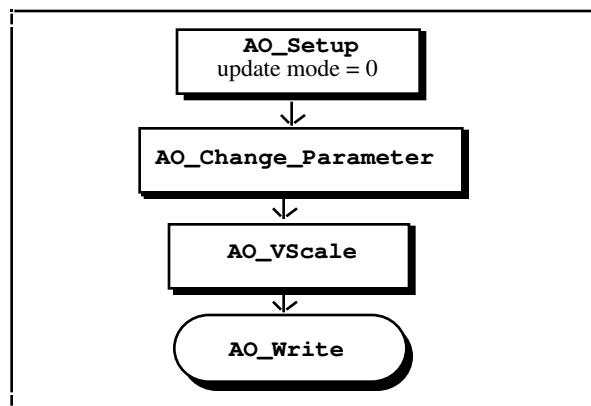 AO_Setup
update mode = 0
AO_Change_Parameter
AO_VScale
AO_Write